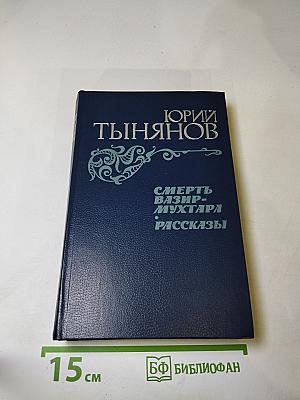 ЮРИЙ
ТЫНЯНОВ
СМЕРТЬ
ВАЗИР-
МУХТАРА
•
РАССКАЗЫ
15 см
БФ БИБЛИОФАН